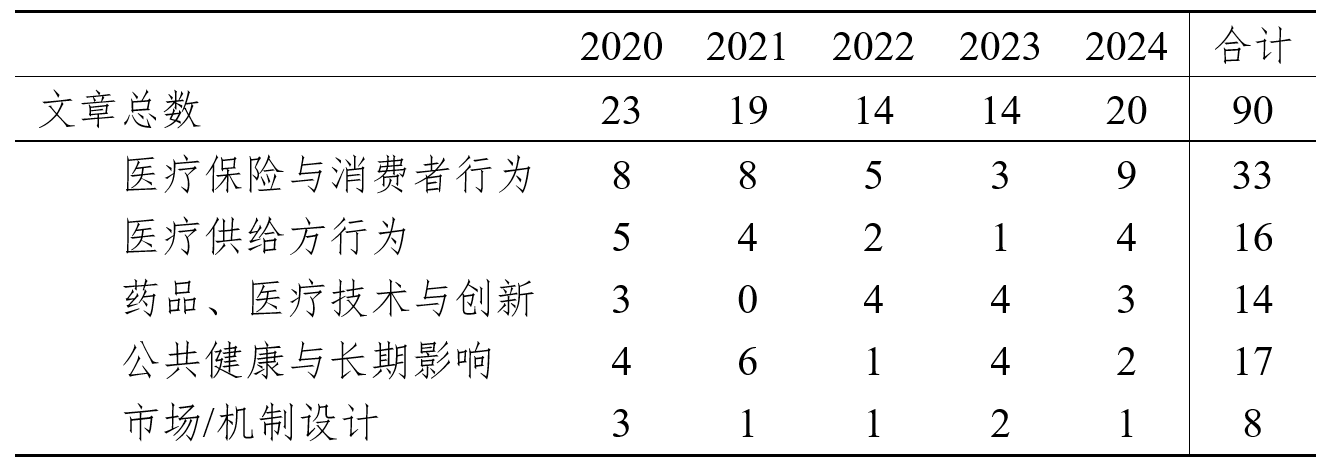 2020 2021 2022 2023 2024 合计
文章总数 23 19 14 14 20 90
医疗保险与消费者行为 8 8 5 3 9 33
医疗供给方行为 5 4 2 1 4 16
药品、医疗技术与创新 3 0 4 4 3 14
公共健康与长期影响 4 6 1 4 2 17
市场/机制设计 3 1 1 2 1 8